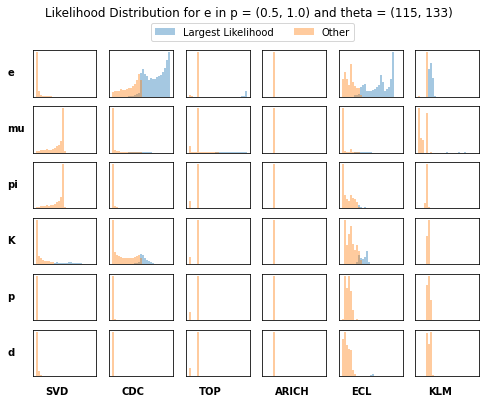 Likelihood Distribution for e in p = (0.5, 1.0) and theta = (115, 133)
Largest Likelihood Other
e
mu
pi
K
p
d
SVD CDC TOP ARICH ECL KLM